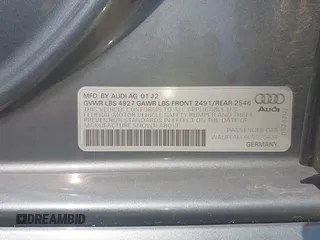 MFD. BY AUDI AG 01 12
GVWR LBS 4927 GAWR LBS FRONT 2491/REAR 2546
THIS VEHICLE CONFORMS TO ALL APPLICABLE
FEDERAL MOTOR VEHICLE SAFETY BUMPER AND THEFT
PREVENTION STANDARDS IN EFFECT ON THE DATE OF
MANUFACTURE SHOWN ABOVE
Audi
PASSENGER CAR
GERMANY
DREAMBID